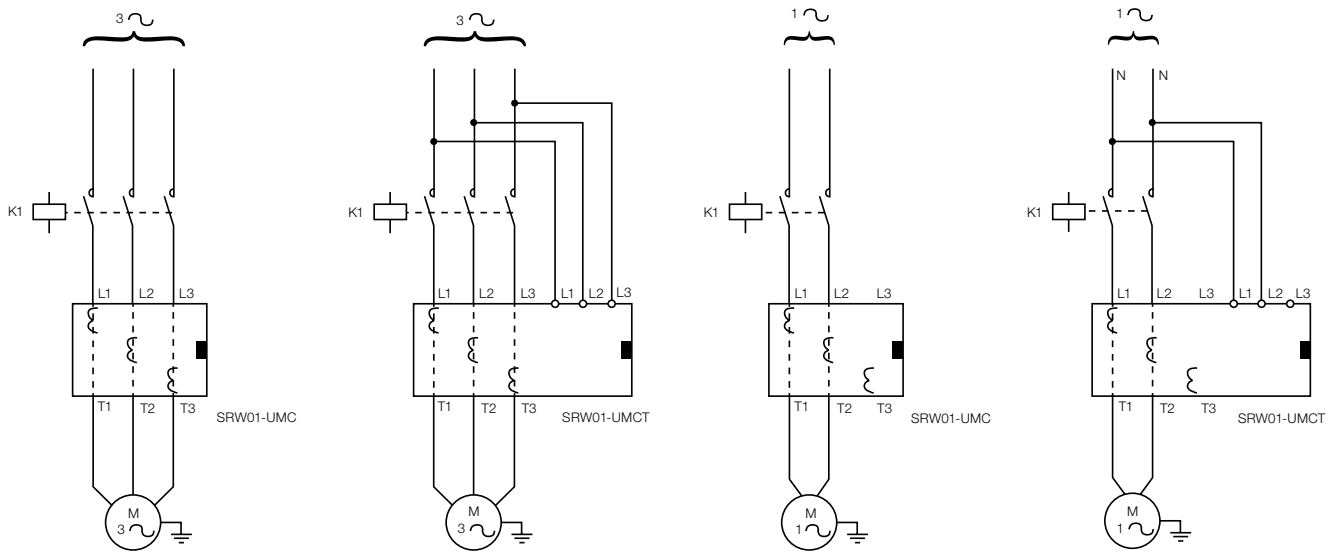 3
3
1
1
N N
K1
K1
K1
K1
L1 L2 L3
L1 L2 L3 L1 L2 L3
L1 L2 L3
L1 L2 L3 L1 L2 L3
T1 T2 T3
T1 T2 T3
T1 T2 T3
T1 T2 T3
SRW01-UMC
SRW01-UMCT
SRW01-UMC
SRW01-UMCT
M
3
M
3
M
1
M
1